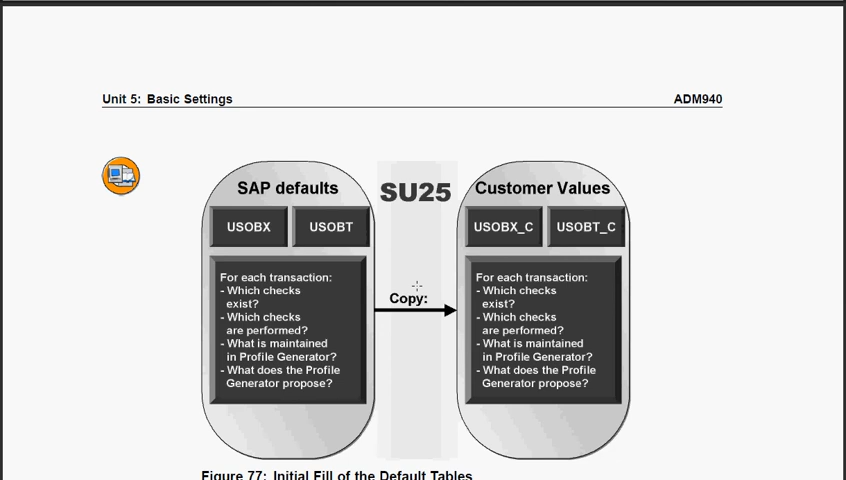 Unit 5: Basic Settings
ADM940
SAP defaults
SU25
Customer Values
USOBX
USOBT
USOBX_C
USOBT_C
For each transaction:
- Which checks
exist?
- Which checks
are performed?
- What is maintained
in Profile Generator?
- What does the Profile
Generator propose?
Copy:
For each transaction:
- Which checks
exist?
- Which checks
are performed?
- What is maintained
in Profile Generator?
- What does the Profile
Generator propose?
Figure 77: Initial Fill of the Default Tables